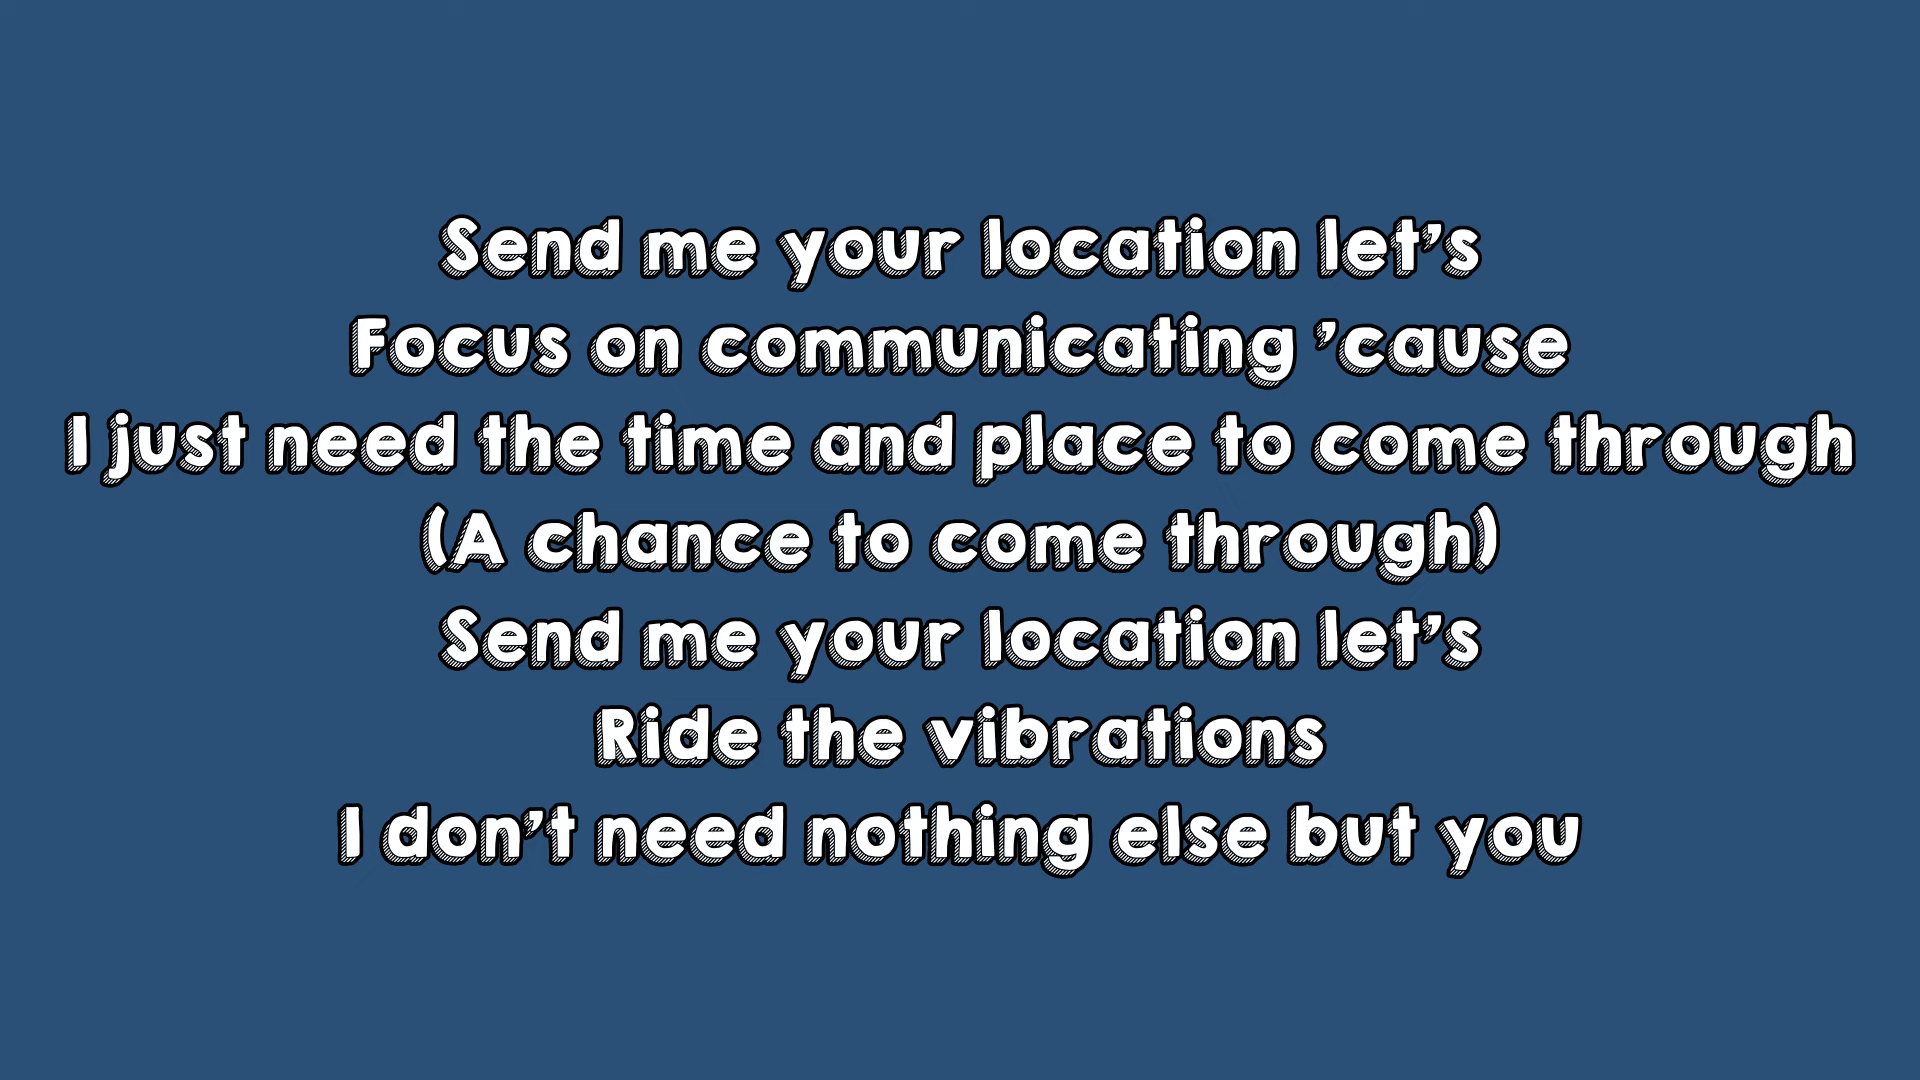 Send me your location let's
Focus on communicating 'cause
I just need the time and place to come through
(A chance to come through)
Send me your location let's
Ride the vibrations
I don't need nothing else but you